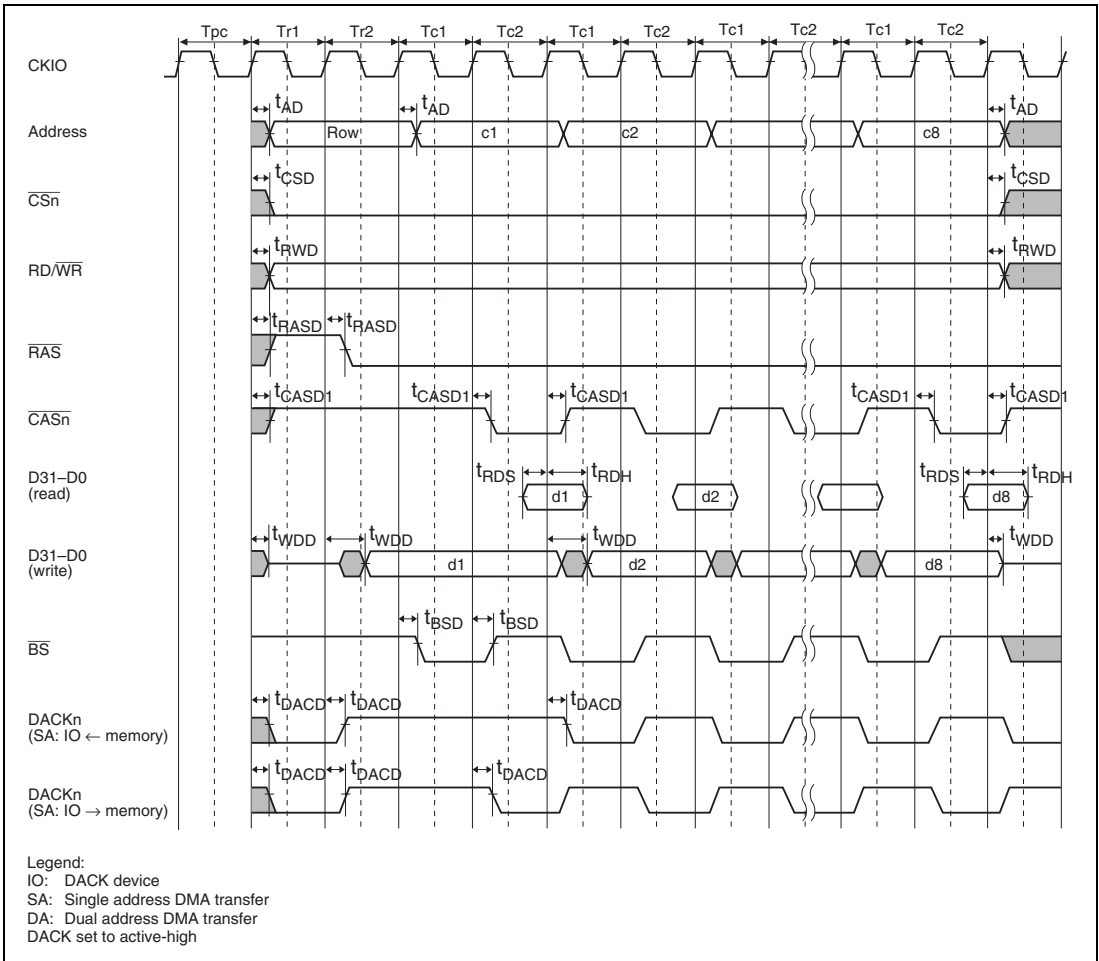 Tpc Tr1 Tr2 Tc1 Tc2 Tc1 Tc2 Tc1 Tc2 Tc1 Tc2
CKIO
tAD tAD tAD
Address Row c1 c2 c8
tCSD tCSD
CSn
tRWD tRWD
RD/WR
tRASD tRASD
RAS
tCASD1 tCASD1 tCASD1 tCASD1 tCASD1
CASn
D31–D0
(read)
tRDS tRDH tRDS tRDH
d1 d2 d8
tWDD tWDD tWDD tWDD
D31–D0
(write)
d1 d2 d8
tBSD tBSD
BS
tDACD tDACD tDACD
DACKn
(SA: IO ← memory)
tDACD tDACD tDACD
DACKn
(SA: IO → memory)
Legend:
IO: DACK device
SA: Single address DMA transfer
DA: Dual address DMA transfer
DACK set to active-high